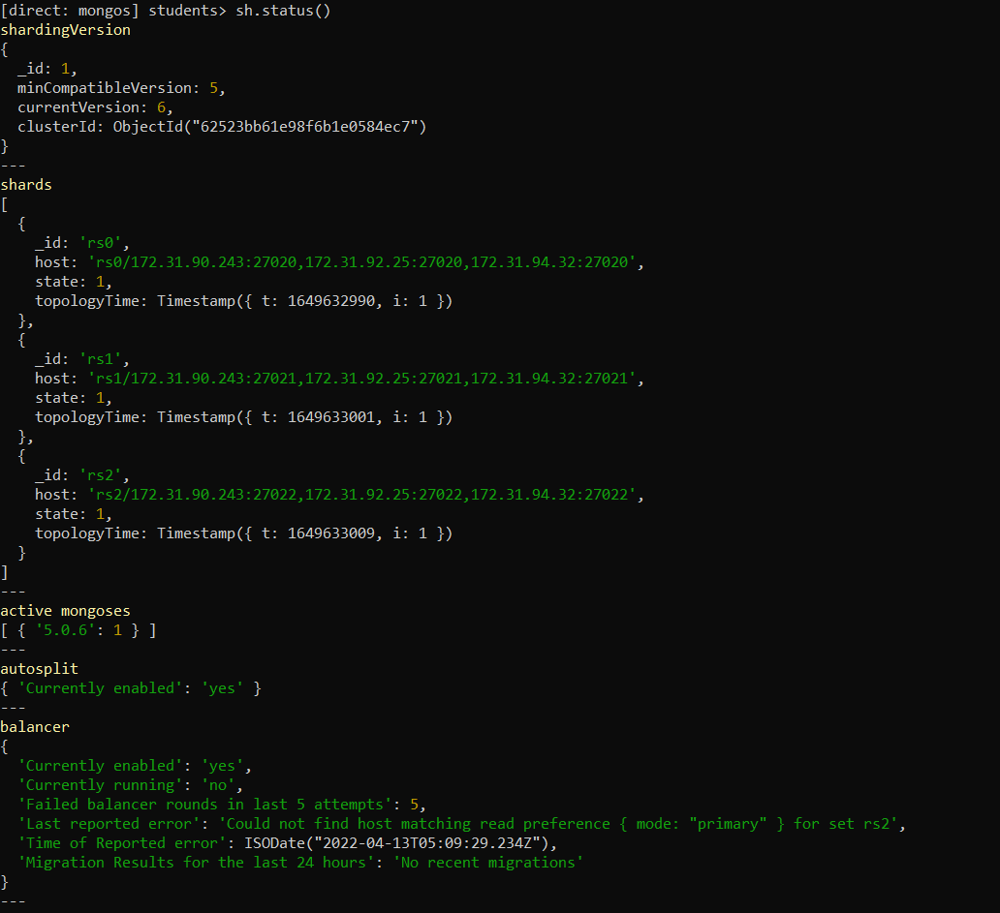 [direct: mongos] students> sh.status()
shardingVersion
{
  _id: 1,
  minCompatibleVersion: 5,
  currentVersion: 6,
  clusterId: ObjectId("62523bb61e98f6b1e0584ec7")
}
---
shards
[
  {
    _id: 'rs0',
    host: 'rs0/172.31.90.243:27020,172.31.92.25:27020,172.31.94.32:27020',
    state: 1,
    topologyTime: Timestamp({ t: 1649632990, i: 1 })
  },
  {
    _id: 'rs1',
    host: 'rs1/172.31.90.243:27021,172.31.92.25:27021,172.31.94.32:27021',
    state: 1,
    topologyTime: Timestamp({ t: 1649633001, i: 1 })
  },
  {
    _id: 'rs2',
    host: 'rs2/172.31.90.243:27022,172.31.92.25:27022,172.31.94.32:27022',
    state: 1,
    topologyTime: Timestamp({ t: 1649633009, i: 1 })
  }
]
---
active mongoses
[ { '5.0.6': 1 } ]
---
autosplit
{ 'Currently enabled': 'yes' }
---
balancer
{
  'Currently enabled': 'yes',
  'Currently running': 'no',
  'Failed balancer rounds in last 5 attempts': 5,
  'Last reported error': 'Could not find host matching read preference { mode: "primary" } for set rs2',
  'Time of Reported error': ISODate("2022-04-13T05:09:29.234Z"),
  'Migration Results for the last 24 hours': 'No recent migrations'
}
---